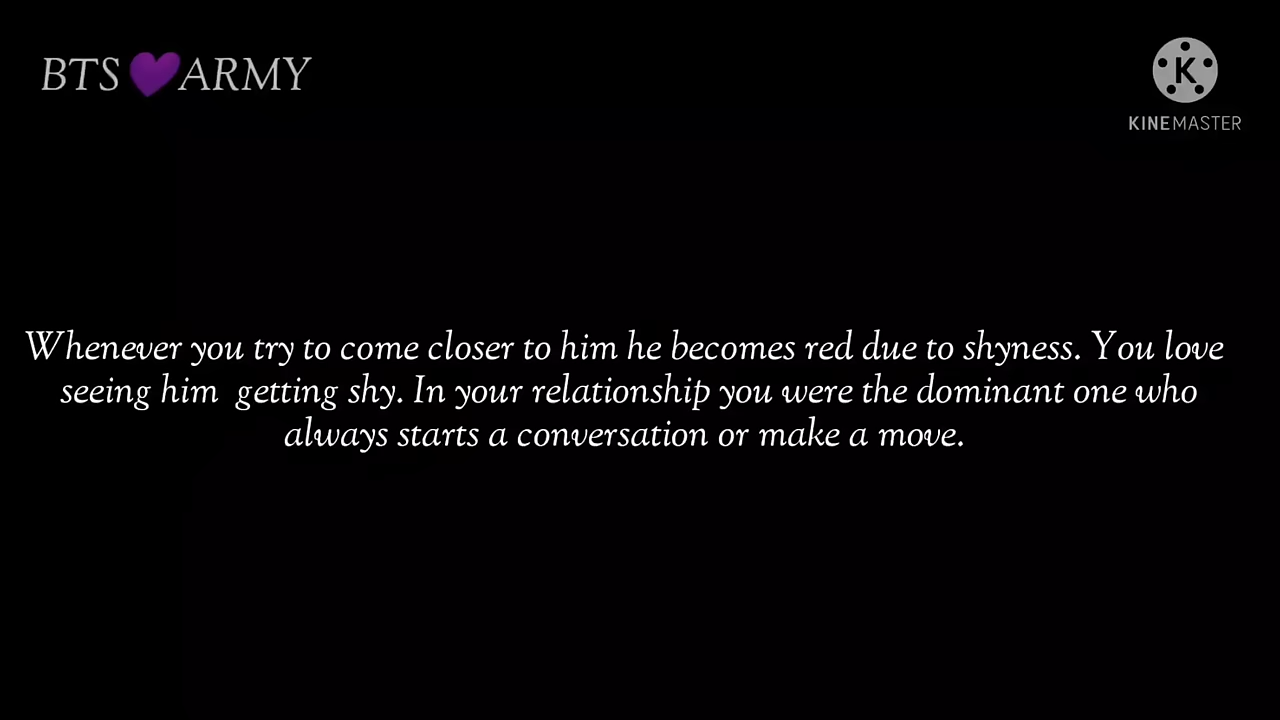 BTS💜ARMY
KINEMASTER
Whenever you try to come closer to him he becomes red due to shyness. You love
seeing him  getting shy. In your relationship you were the dominant one who
always starts a conversation or make a move.